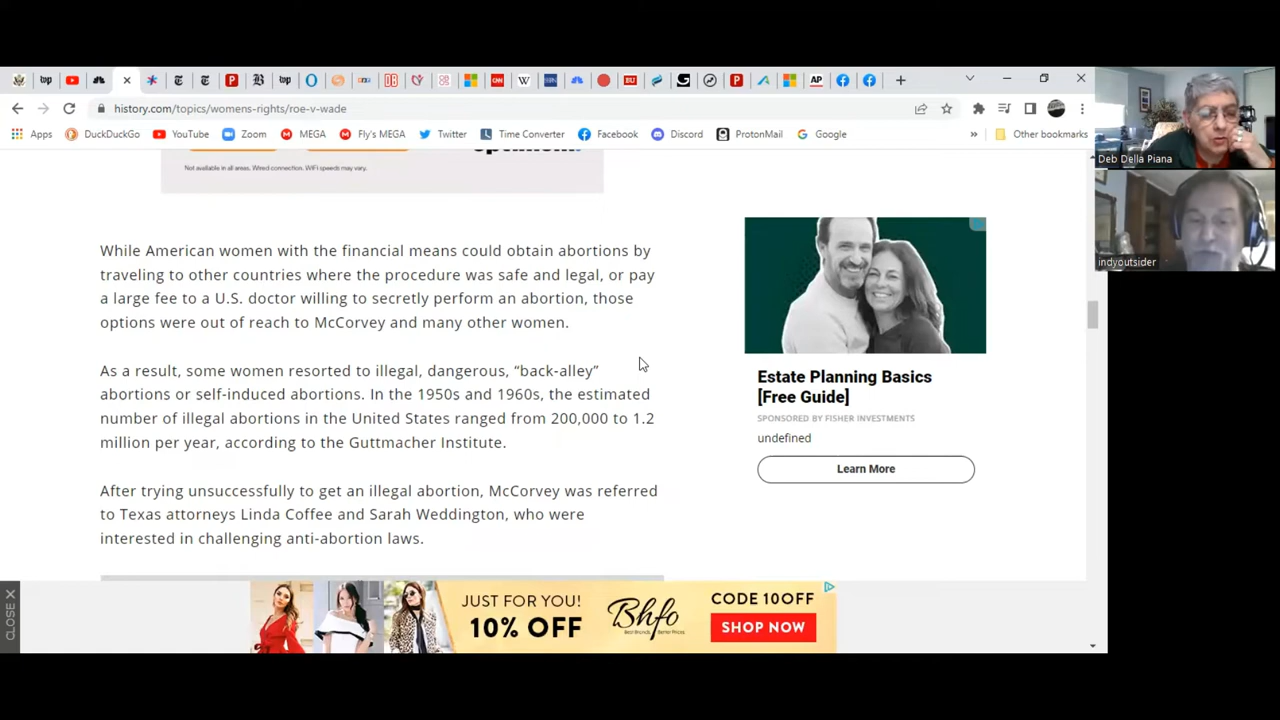 history.com/topics/womens-rights/roe-v-wade
Apps
DuckDuckGo
YouTube
Zoom
MEGA
Fly's MEGA
Twitter
Time Converter
Facebook
Discord
ProtonMail
Google
»
Other bookmarks
Not available in all areas. Wired connection. WiFi speeds may vary.
While American women with the financial means could obtain abortions by
traveling to other countries where the procedure was safe and legal, or pay
a large fee to a U.S. doctor willing to secretly perform an abortion, those
options were out of reach to McCorvey and many other women.
As a result, some women resorted to illegal, dangerous, “back-alley”
abortions or self-induced abortions. In the 1950s and 1960s, the estimated
number of illegal abortions in the United States ranged from 200,000 to 1.2
million per year, according to the Guttmacher Institute.
After trying unsuccessfully to get an illegal abortion, McCorvey was referred
to Texas attorneys Linda Coffee and Sarah Weddington, who were
interested in challenging anti-abortion laws.
Estate Planning Basics
[Free Guide]
SPONSORED BY FISHER INVESTMENTS
undefined
Learn More
CLOSE X
JUST FOR YOU!
10% OFF
Bhfo
Best Brands, Better Prices
CODE 10OFF
SHOP NOW
Deb Della Piana
indyoutsider